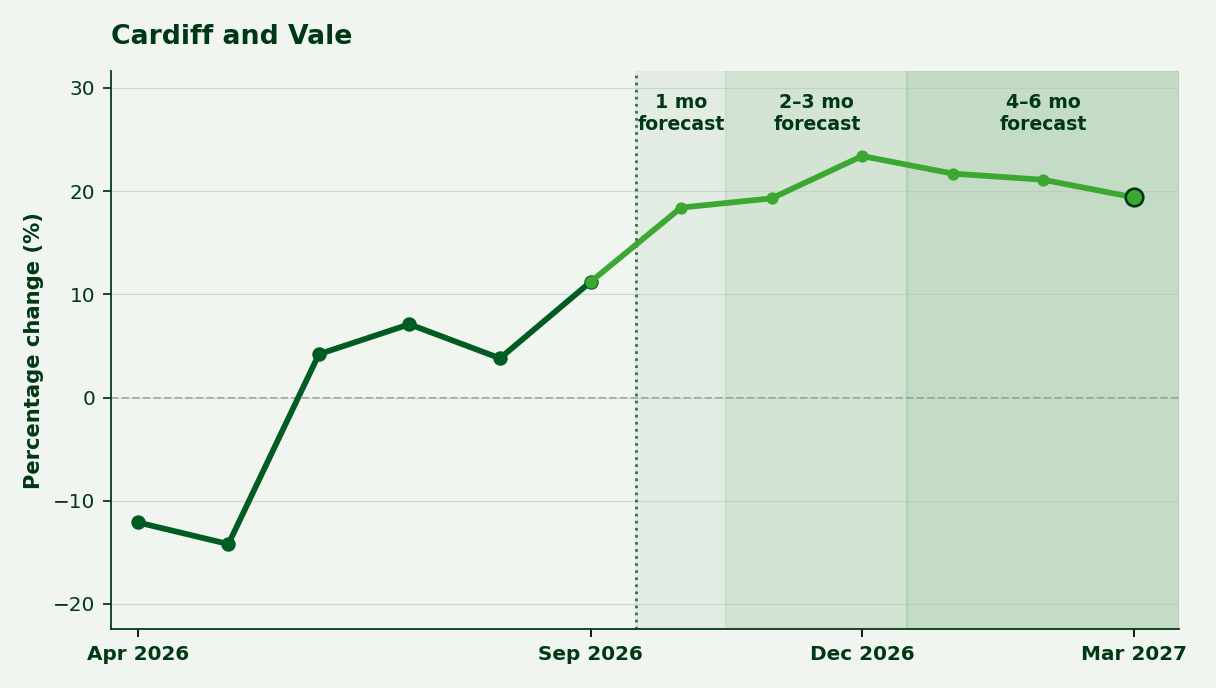 Cardiff and Vale
Percentage change (%)
30
20
10
0
−10
−20
1 mo
forecast
2–3 mo
forecast
4–6 mo
forecast
Apr 2026
Sep 2026
Dec 2026
Mar 2027